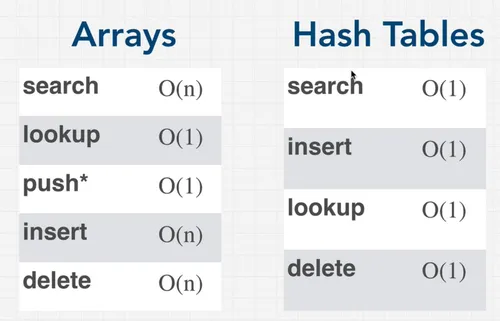 Arrays
search O(n)
lookup O(1)
push* O(1)
insert O(n)
delete O(n)
Hash Tables
search O(1)
insert O(1)
lookup O(1)
delete O(1)